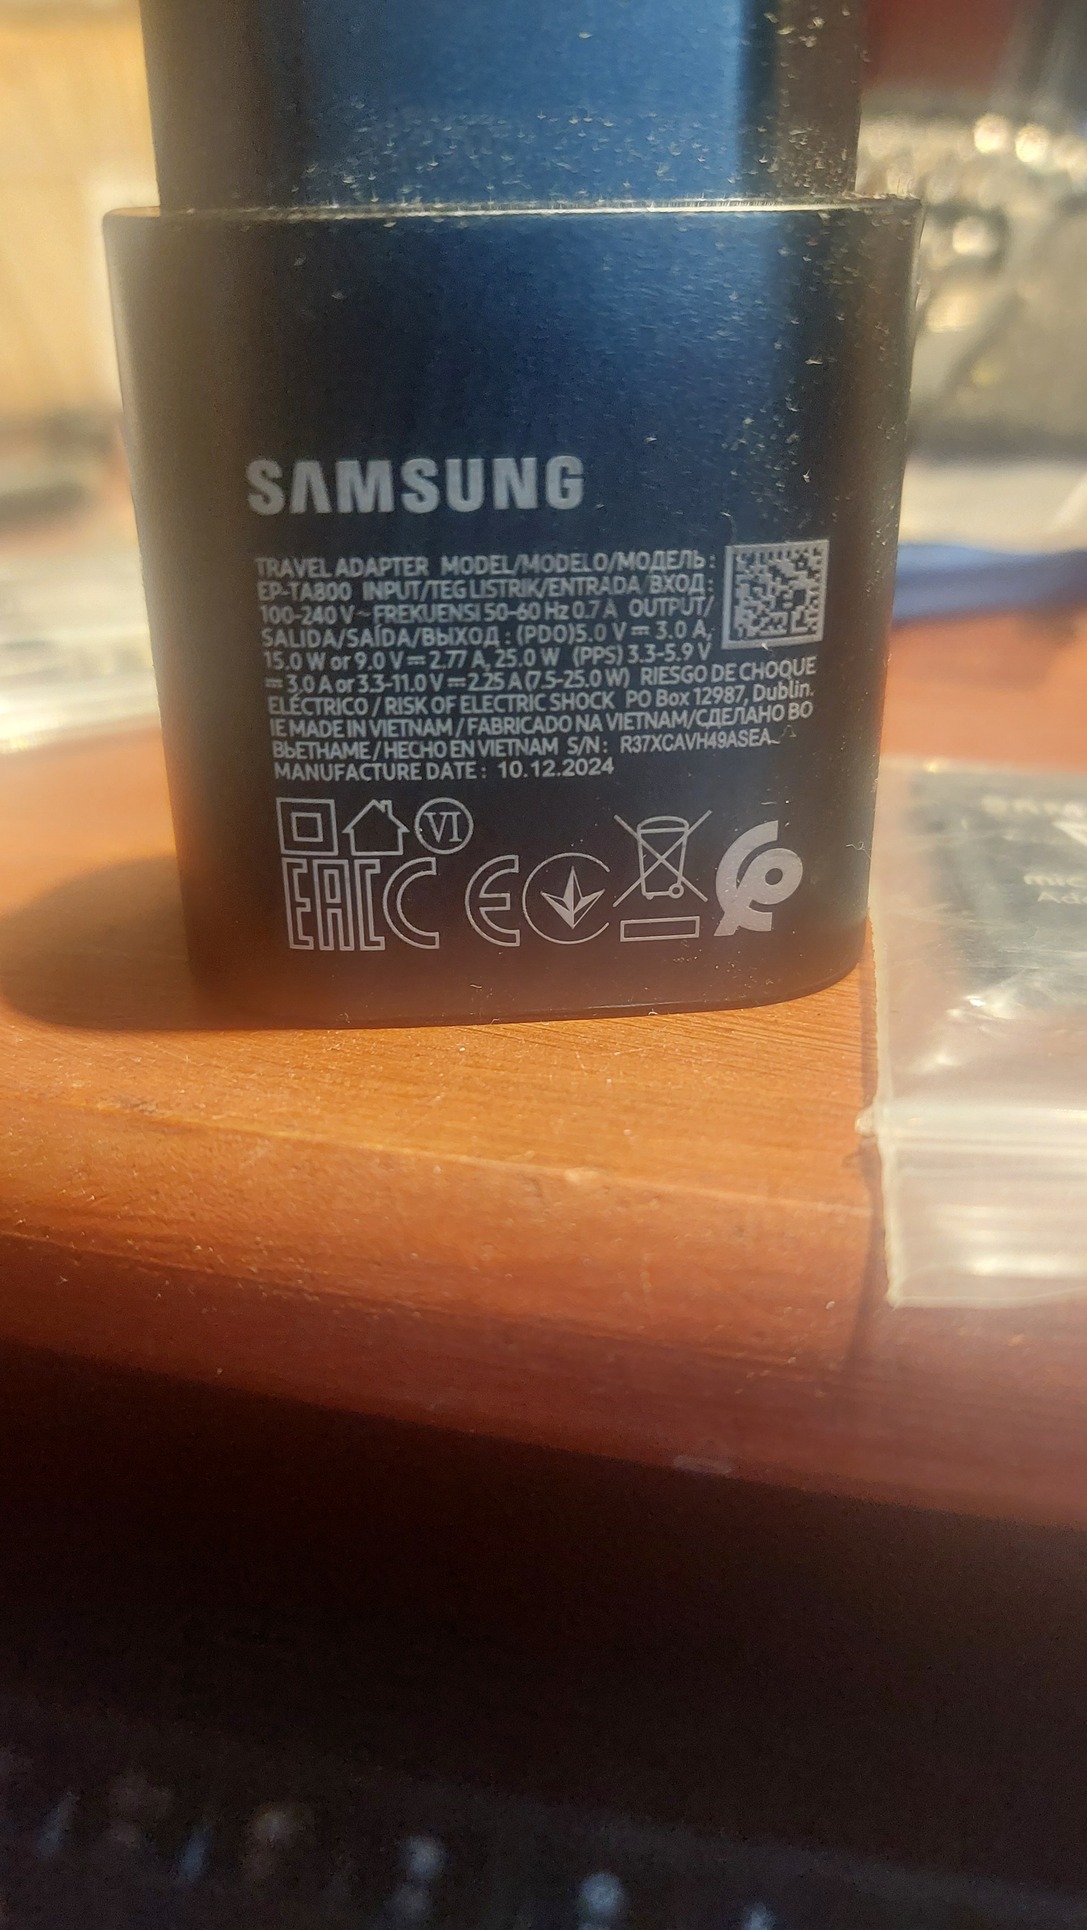 SAMSUNG
TRAVEL ADAPTER MODEL/MODELO/МОДЕЛЬ :
EP-TA800 INPUT/TEG LISTRIK/ENTRADA/ВХОД :
100-240 V ~ FREKUENSI 50-60 Hz 0.7 A OUTPUT/
SALIDA/SAÍDA/ВЫХОД : (PDO)5.0 V ⎓ 3.0 A,
15.0 W or 9.0 V ⎓ 2.77 A, 25.0 W (PPS) 3.3-5.9 V
⎓ 3.0 A or 3.3-11.0 V ⎓ 2.25 A (7.5-25.0 W) RIESGO DE CHOQUE
ELÉCTRICO / RISK OF ELECTRIC SHOCK PO Box 12987, Dublin.
IE MADE IN VIETNAM / FABRICADO NA VIETNAM/СДЕЛАНО ВО
ВЬЕТНАМЕ / HECHO EN VIETNAM S/N : R37XCAVH49ASEA
MANUFACTURE DATE : 10.12.2024
VI
EAC CE